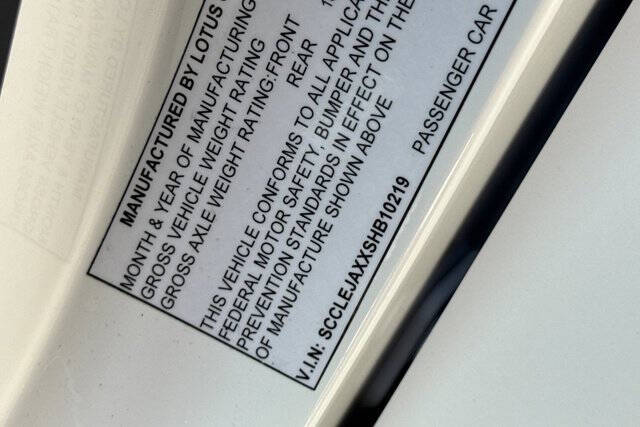 MANUFACTURED BY LOTUS
MONTH & YEAR OF MANUFACTURING
GROSS VEHICLE WEIGHT RATING
GROSS AXLE WEIGHT RATING: FRONT
REAR
THIS VEHICLE CONFORMS TO ALL
FEDERAL MOTOR SAFETY, BUMPER AND
PREVENTION STANDARDS IN EFFECT ON THE
OF MANUFACTURE SHOWN ABOVE
V.I.N: SCCLEJAXXSHB10219 PASSENGER CAR